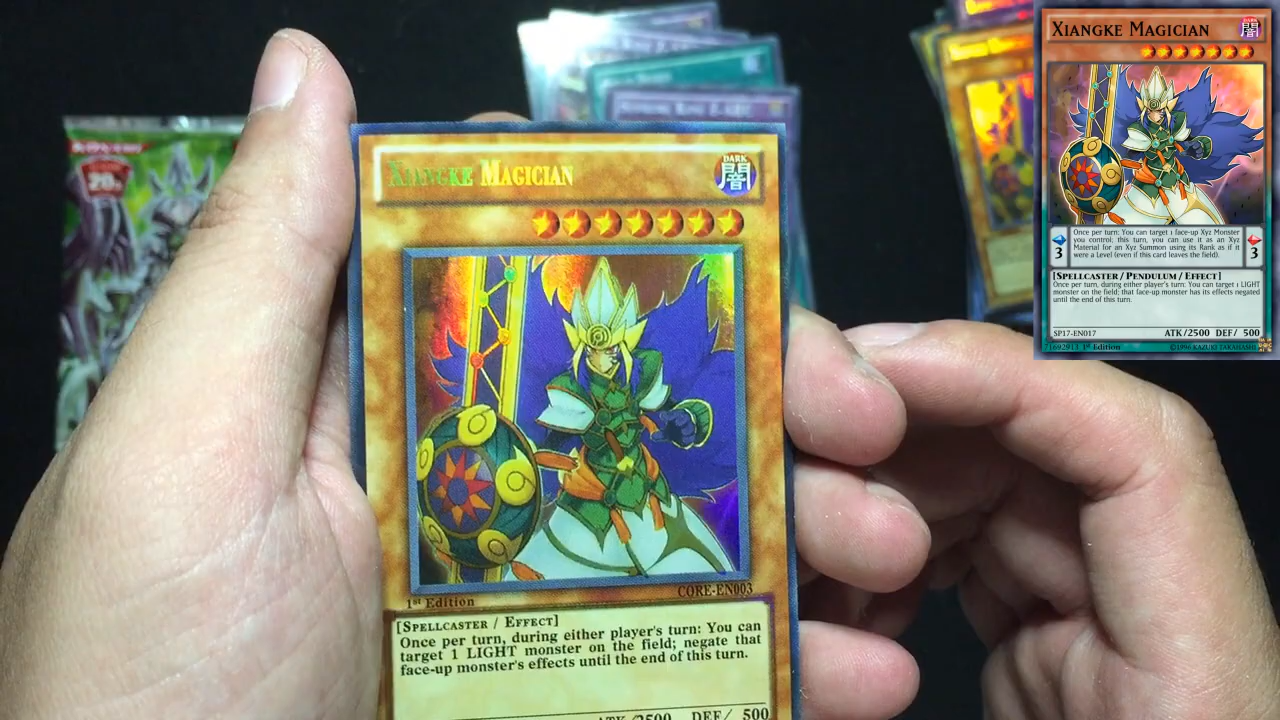 Xiangke Magician
DARK
闇
1st Edition
CORE-EN003
[Spellcaster / Effect]
Once per turn, during either player's turn: You can
target 1 LIGHT monster on the field; negate that
face-up monster's effects until the end of this turn.
ATK/2500 DEF/ 500
20
Xiangke Magician
DARK
闇
3
Once per turn: You can target 1 face-up Xyz Monster
you control; this turn, you can use it as an Xyz
Material for an Xyz Summon using its Rank as if it
were a Level (even if this card leaves the field).
3
[Spellcaster / Pendulum / Effect]
Once per turn, during either player's turn: You can target 1 LIGHT
monster on the field; that face-up monster has its effects negated
until the end of this turn.
SP17-EN017
ATK/2500 DEF/ 500
1st Edition
©1996 KAZUKI TAKAHASHI